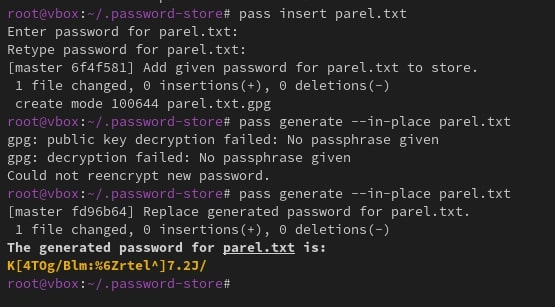 root@vbox:~/.password-store# pass insert parel.txt
Enter password for parel.txt:
Retype password for parel.txt:
[master 6f4f581] Add given password for parel.txt to store.
 1 file changed, 0 insertions(+), 0 deletions(-)
 create mode 100644 parel.txt.gpg
root@vbox:~/.password-store# pass generate --in-place parel.txt
gpg: public key decryption failed: No passphrase given
gpg: decryption failed: No passphrase given
Could not reencrypt new password.
root@vbox:~/.password-store# pass generate --in-place parel.txt
[master fd96b64] Replace generated password for parel.txt.
 1 file changed, 0 insertions(+), 0 deletions(-)
The generated password for parel.txt is:
K[4TOg/Blm:%6Zrtel^]7.2J/
root@vbox:~/.password-store#